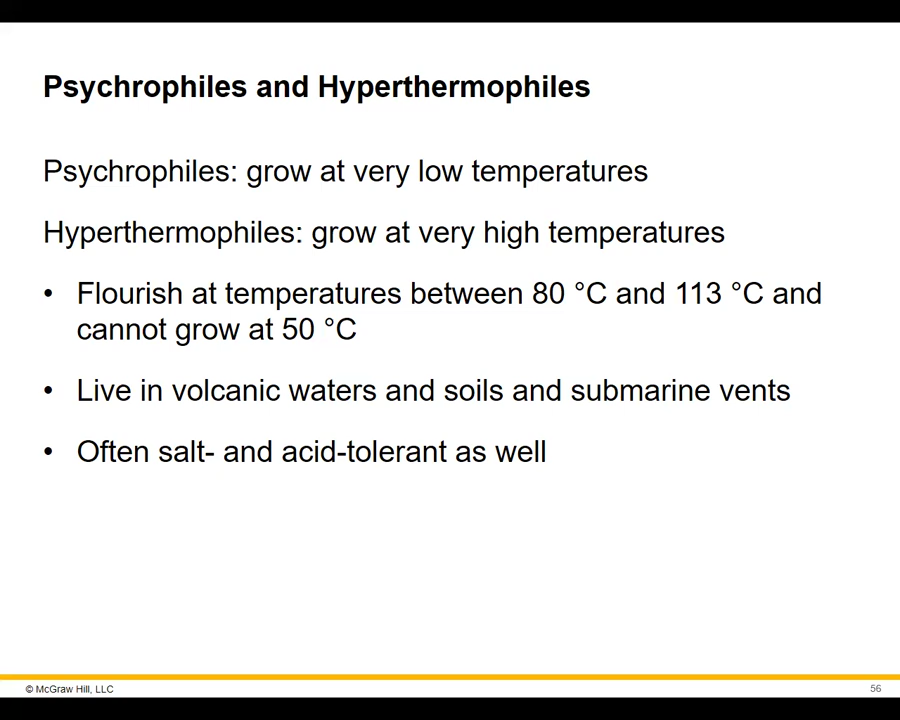 Psychrophiles and Hyperthermophiles
Psychrophiles: grow at very low temperatures
Hyperthermophiles: grow at very high temperatures
• Flourish at temperatures between 80 °C and 113 °C and
cannot grow at 50 °C
• Live in volcanic waters and soils and submarine vents
• Often salt- and acid-tolerant as well
© McGraw Hill, LLC
56